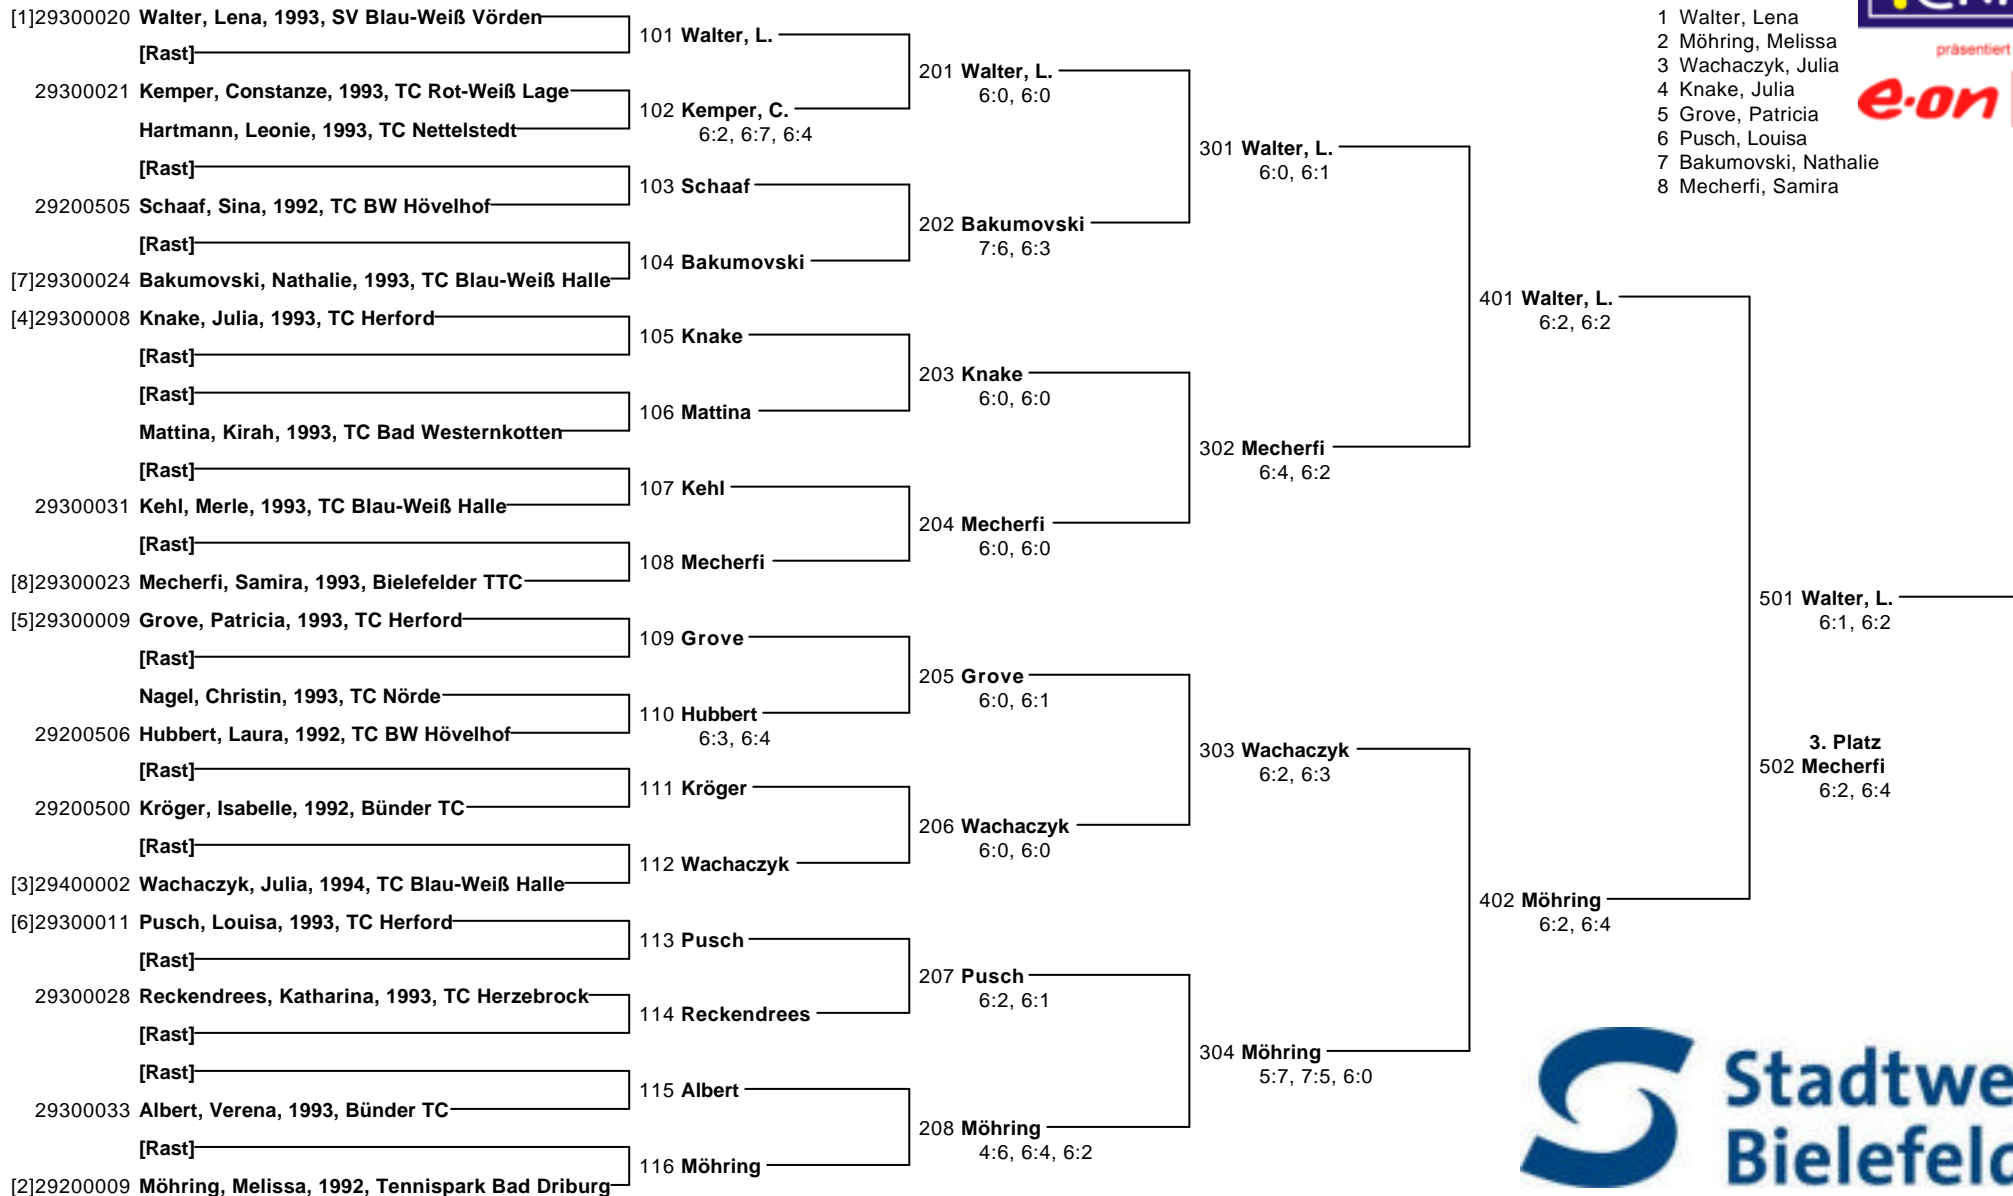 [1]29300020 Walter, Lena, 1993, SV Blau-Weiß Vörden
[Rast]
29300021 Kemper, Constanze, 1993, TC Rot-Weiß Lage
Hartmann, Leonie, 1993, TC Nettelstedt
[Rast]
29200505 Schaaf, Sina, 1992, TC BW Hövelhof
[Rast]
[7]29300024 Bakumovski, Nathalie, 1993, TC Blau-Weiß Halle
[4]29300008 Knake, Julia, 1993, TC Herford
[Rast]
[Rast]
Mattina, Kirah, 1993, TC Bad Westernkotten
[Rast]
29300031 Kehl, Merle, 1993, TC Blau-Weiß Halle
[Rast]
[8]29300023 Mecherfi, Samira, 1993, Bielefelder TTC
[5]29300009 Grove, Patricia, 1993, TC Herford
[Rast]
Nagel, Christin, 1993, TC Nörde
29200506 Hubbert, Laura, 1992, TC BW Hövelhof
[Rast]
29200500 Kröger, Isabelle, 1992, Bünder TC
[Rast]
[3]29400002 Wachaczyk, Julia, 1994, TC Blau-Weiß Halle
[6]29300011 Pusch, Louisa, 1993, TC Herford
[Rast]
29300028 Reckendrees, Katharina, 1993, TC Herzebrock
[Rast]
[Rast]
29300033 Albert, Verena, 1993, Bünder TC
[Rast]
[2]29200009 Möhring, Melissa, 1992, Tennispark Bad Driburg
101 Walter, L.
102 Kemper, C.
6:2, 6:7, 6:4
103 Schaaf
104 Bakumovski
105 Knake
106 Mattina
107 Kehl
108 Mecherfi
109 Grove
110 Hubbert
6:3, 6:4
111 Kröger
112 Wachaczyk
113 Pusch
114 Reckendrees
115 Albert
116 Möhring
201 Walter, L.
6:0, 6:0
202 Bakumovski
7:6, 6:3
203 Knake
6:0, 6:0
204 Mecherfi
6:0, 6:0
205 Grove
6:0, 6:1
206 Wachaczyk
6:0, 6:0
207 Pusch
6:2, 6:1
208 Möhring
4:6, 6:4, 6:2
301 Walter, L.
6:0, 6:1
302 Mecherfi
6:4, 6:2
303 Wachaczyk
6:2, 6:3
304 Möhring
5:7, 7:5, 6:0
401 Walter, L.
6:2, 6:2
402 Möhring
6:2, 6:4
501 Walter, L.
6:1, 6:2
3. Platz
502 Mecherfi
6:2, 6:4
1 Walter, Lena
2 Möhring, Melissa
3 Wachaczyk, Julia
4 Knake, Julia
5 Grove, Patricia
6 Pusch, Louisa
7 Bakumovski, Nathalie
8 Mecherfi, Samira
präsentiert
e·on
Stadtwe
Bielefeld